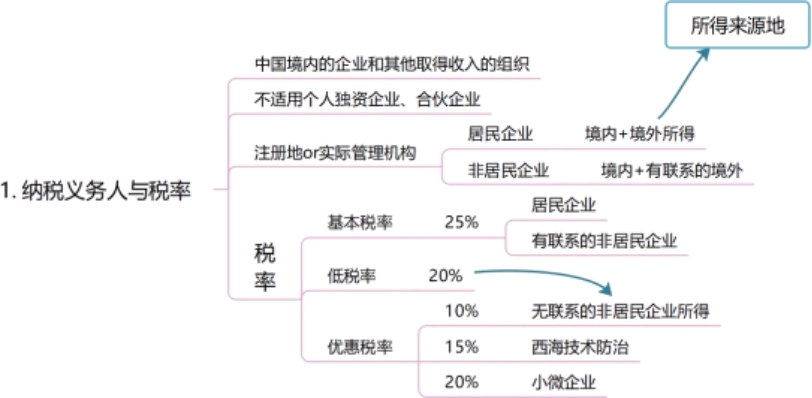 所得来源地
中国境内的企业和其他取得收入的组织
不适用个人独资企业、合伙企业
居民企业 境内+境外所得
注册地or实际管理机构
非居民企业 境内+有联系的境外
1. 纳税义务人与税率
居民企业
基本税率 25%
有联系的非居民企业
税率
低税率 20%
10% 无联系的非居民企业所得
优惠税率 15% 西海技术防治
20% 小微企业